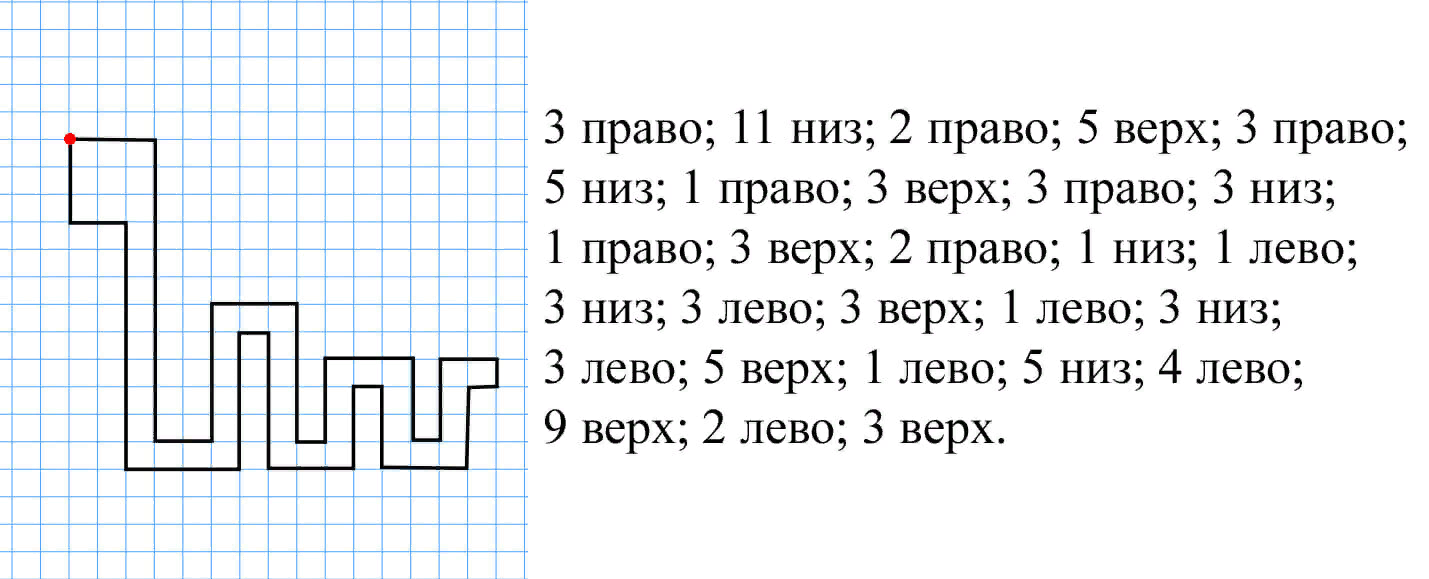 3 право; 11 низ; 2 право; 5 верх; 3 право;
5 низ; 1 право; 3 верх; 3 право; 3 низ;
1 право; 3 верх; 2 право; 1 низ; 1 лево;
3 низ; 3 лево; 3 верх; 1 лево; 3 низ;
3 лево; 5 верх; 1 лево; 5 низ; 4 лево;
9 верх; 2 лево; 3 верх.